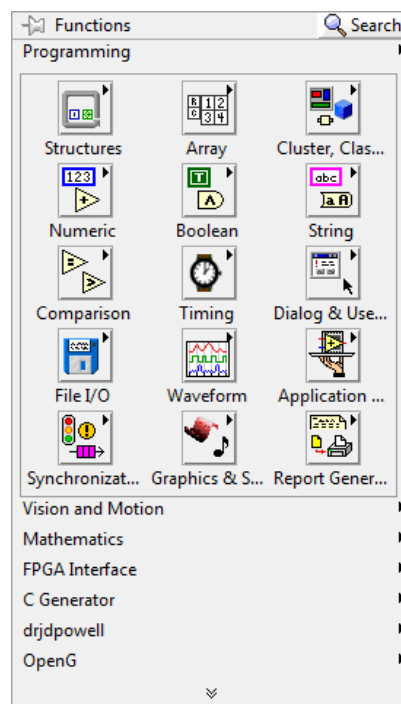 Functions Search
Programming
Structures Array Cluster, Clas...
Numeric Boolean String
Comparison Timing Dialog & Use...
File I/O Waveform Application ...
Synchronizat... Graphics & S... Report Gener...
Vision and Motion
Mathematics
FPGA Interface
C Generator
drjdpowell
OpenG